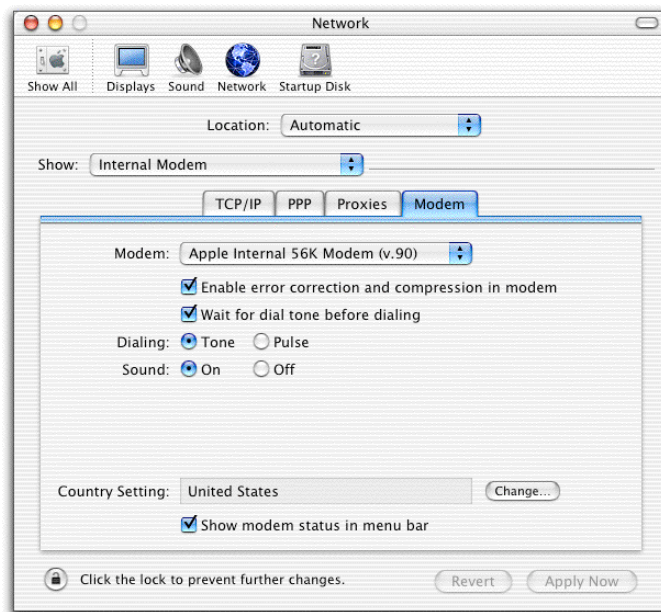 Network
Show All Displays Sound Network Startup Disk
Location: Automatic
Show: Internal Modem
TCP/IP PPP Proxies Modem
Modem: Apple Internal 56K Modem (v.90)
Enable error correction and compression in modem
Wait for dial tone before dialing
Dialing: Tone Pulse
Sound: On Off
Country Setting: United States Change...
Show modem status in menu bar
Click the lock to prevent further changes. Revert Apply Now